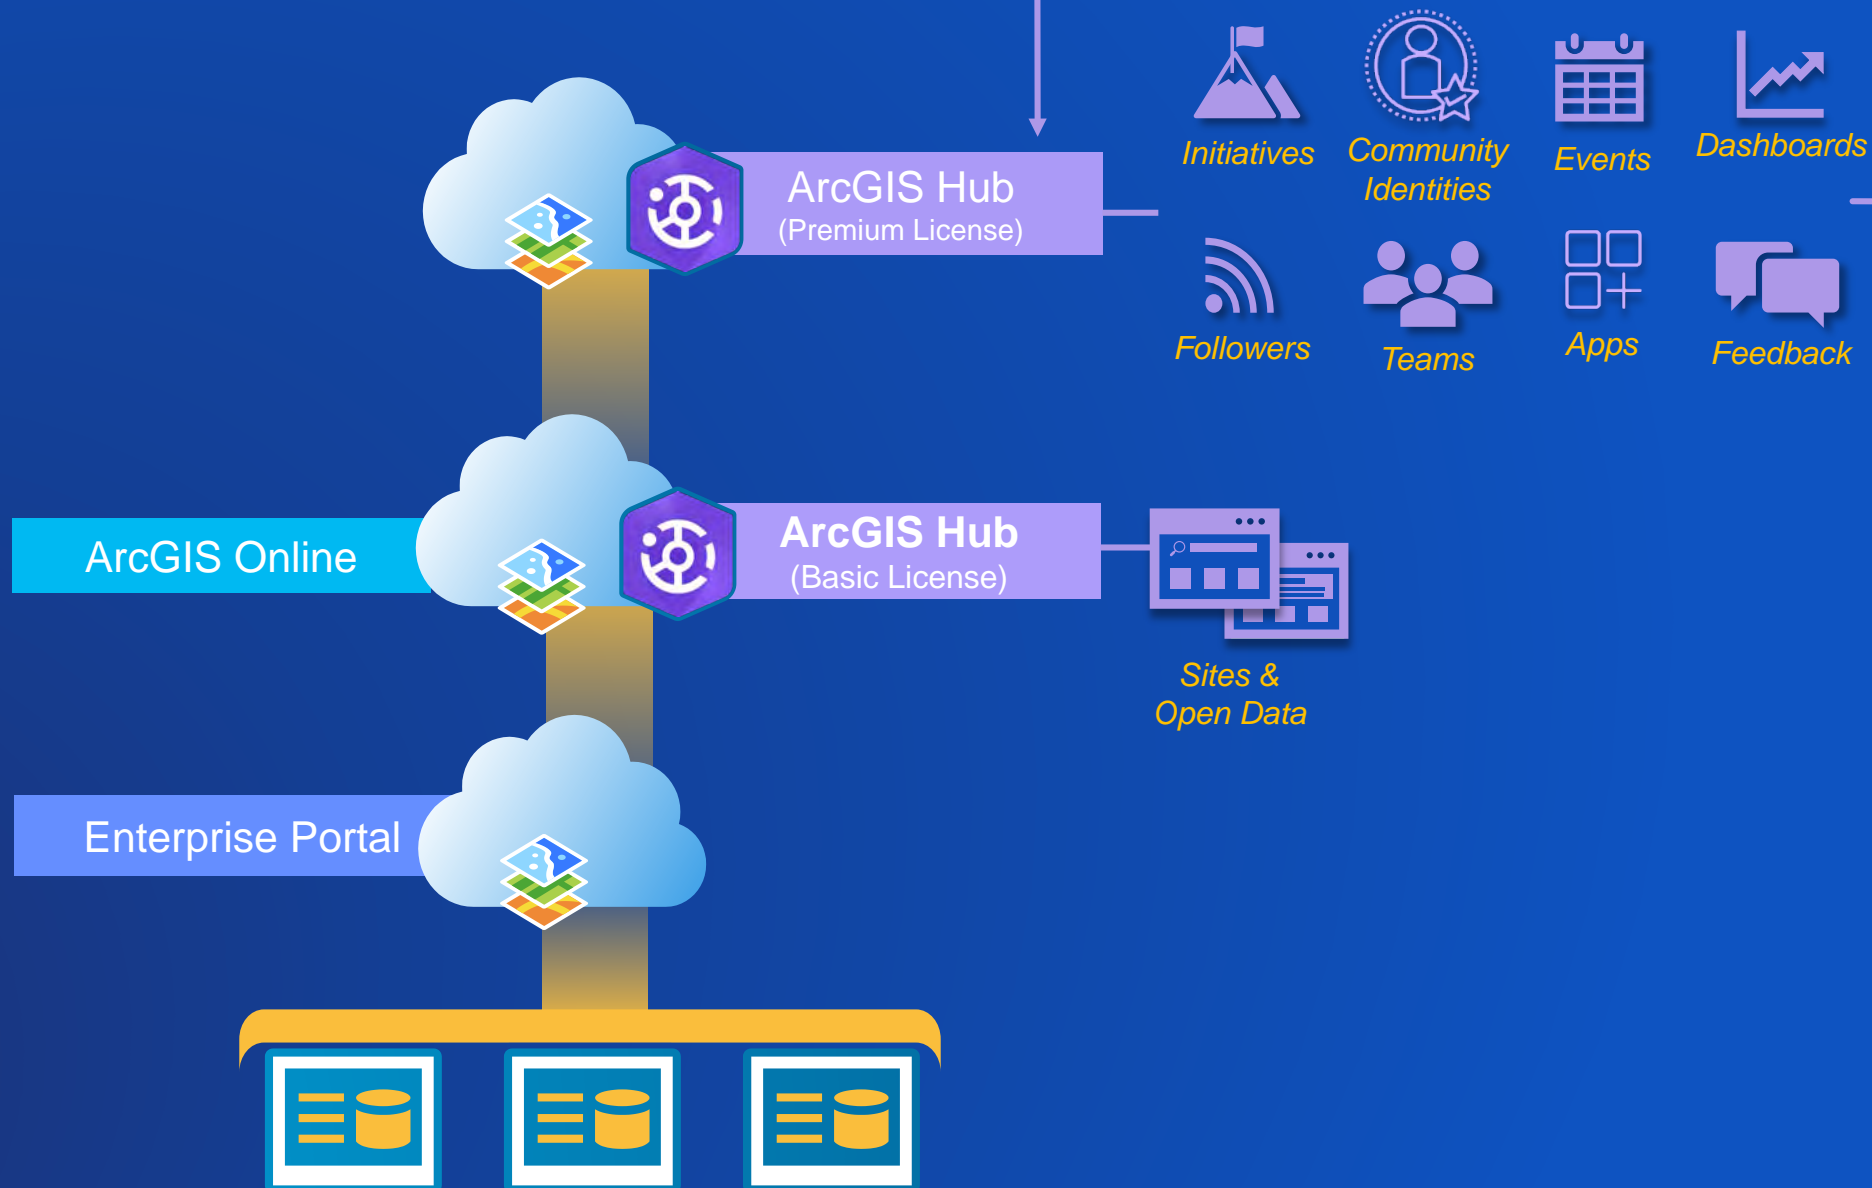 ArcGIS Hub
(Premium License)
Initiatives
Community
Identities
Events
Dashboards
Followers
Teams
Apps
Feedback
ArcGIS Online
ArcGIS Hub
(Basic License)
Sites &
Open Data
Enterprise Portal